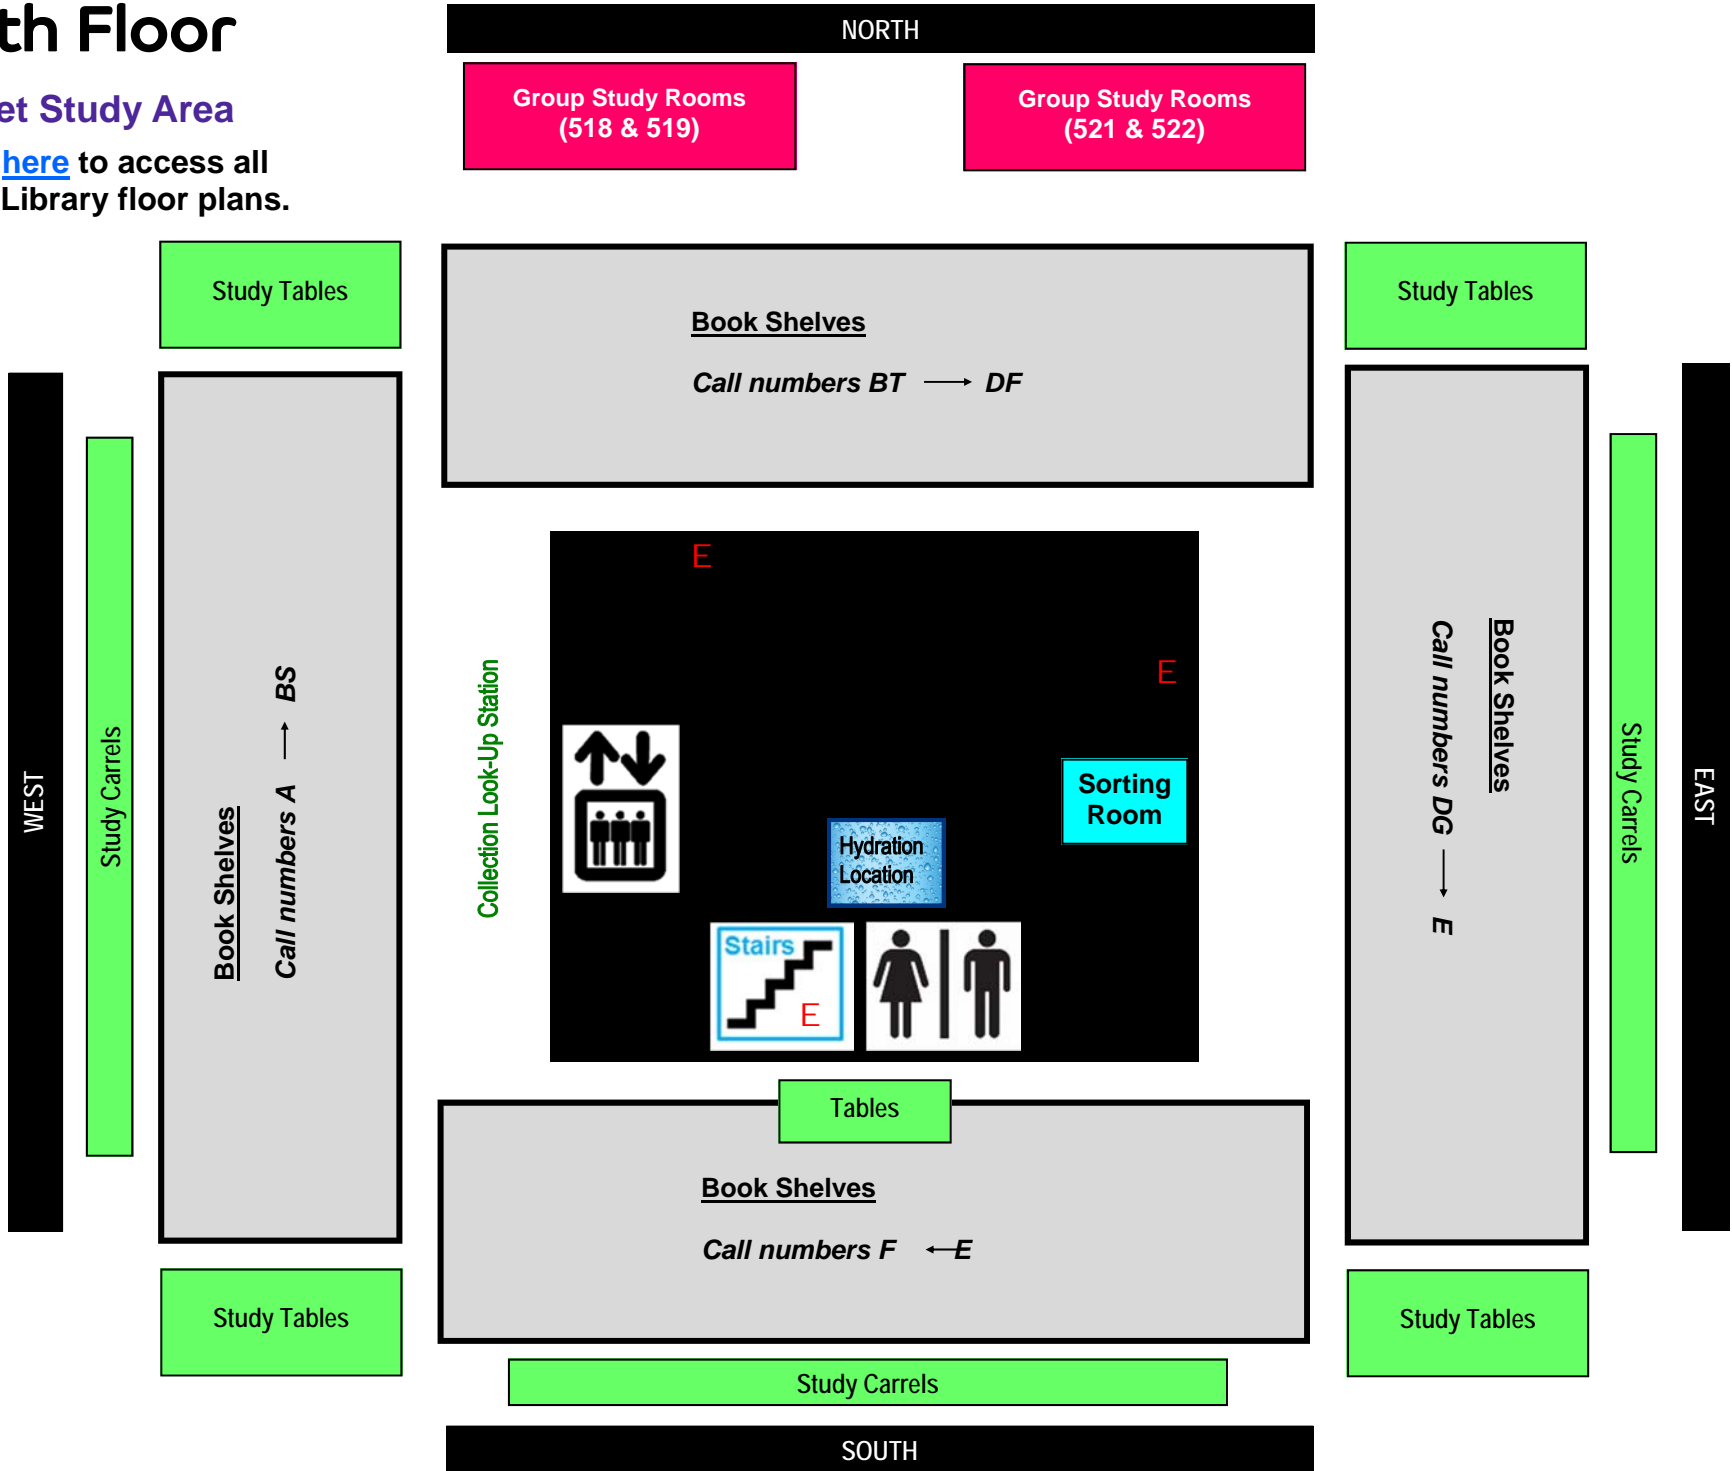 th Floor
et Study Area
here to access all
Library floor plans.
NORTH
Group Study Rooms
(518 & 519)
Group Study Rooms
(521 & 522)
Study Tables
Book Shelves
Call numbers BT → DF
Study Tables
WEST
Study Carrels
Book Shelves
Call numbers A → BS
Collection Look-Up Station
E
E
Sorting
Room
Hydration
Location
Stairs
E
Book Shelves
Call numbers DG → E
Study Carrels
EAST
Tables
Book Shelves
Call numbers F ← E
Study Tables
Study Tables
Study Carrels
SOUTH